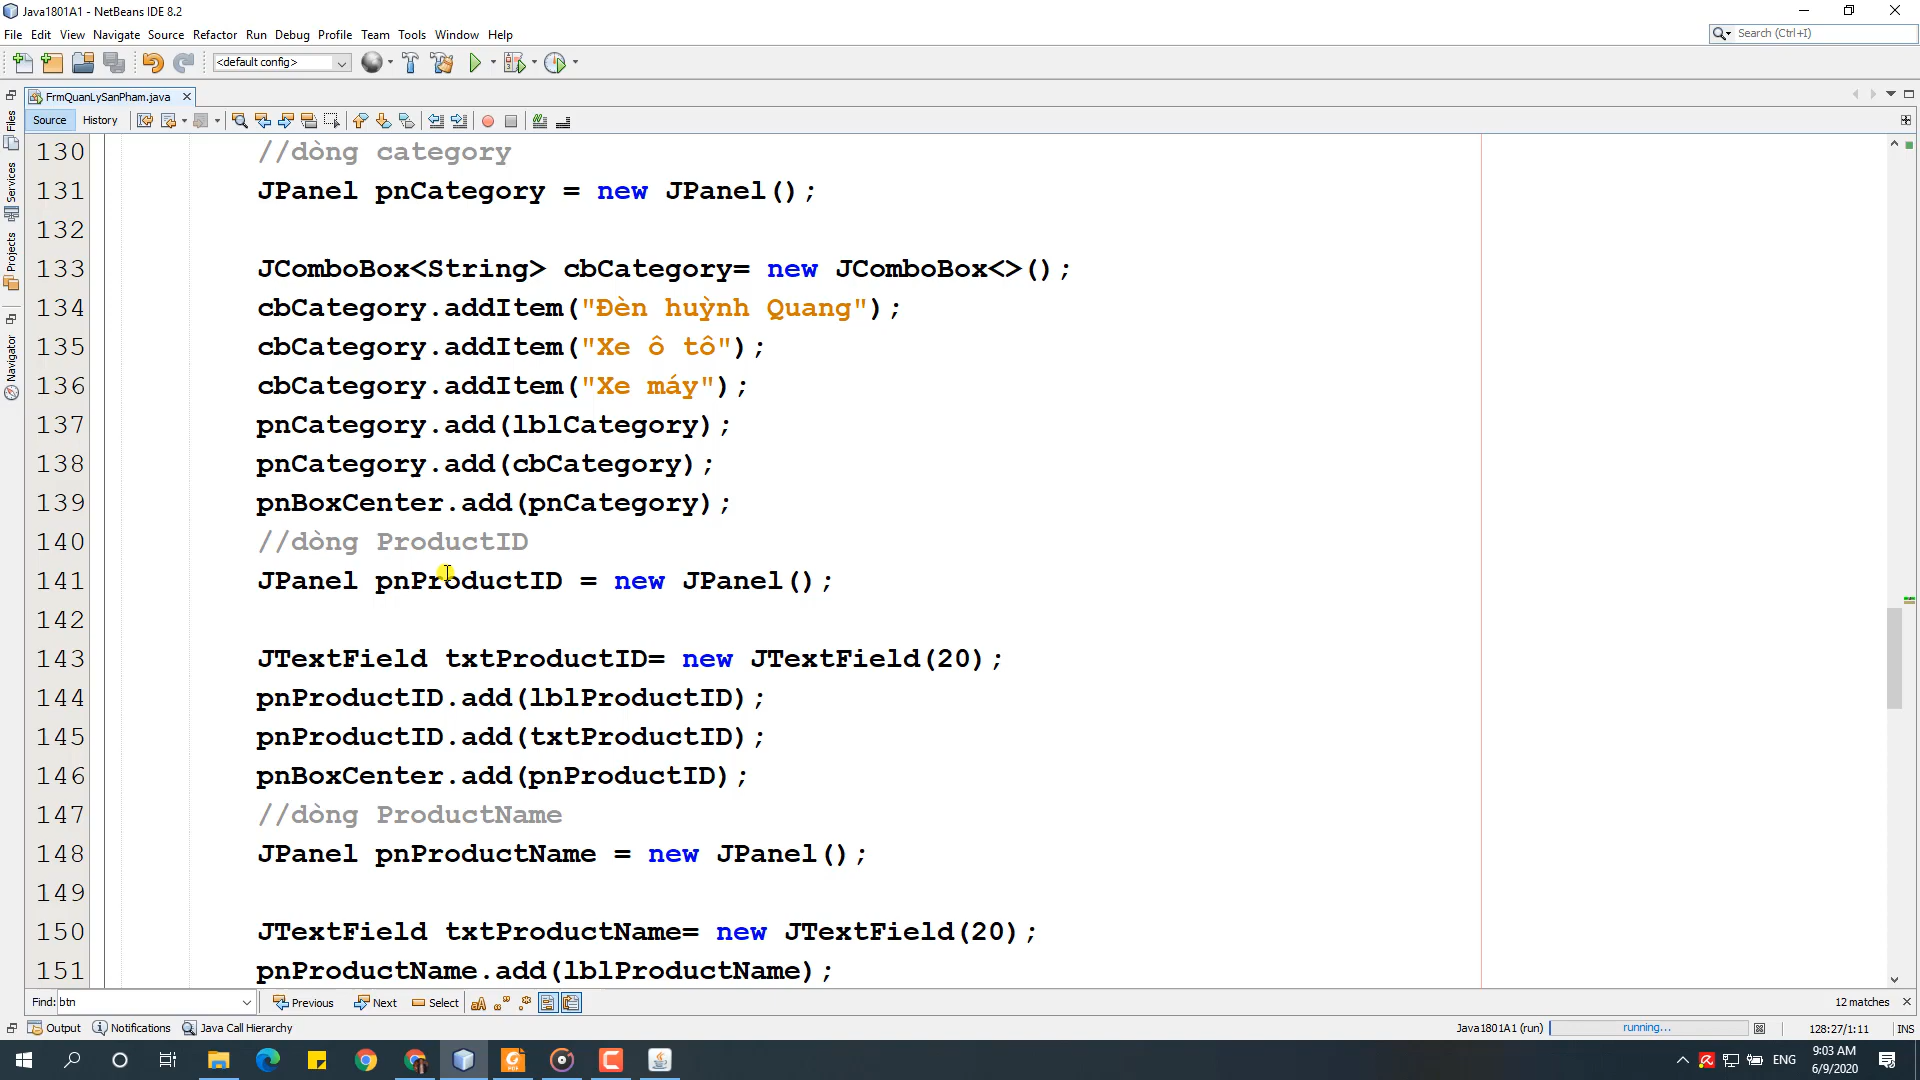 Java1801A1 - NetBeans IDE 8.2
File Edit View Navigate Source Refactor Run Debug Profile Team Tools Window Help
Search (Ctrl+I)
<default config>
FrmQuanLySanPham.java
Source History
Files
Services
Projects
Navigator
130 //dòng category
131 JPanel pnCategory = new JPanel();
132
133 JComboBox<String> cbCategory= new JComboBox<>();
134 cbCategory.addItem("Đèn huỳnh Quang");
135 cbCategory.addItem("Xe ô tô");
136 cbCategory.addItem("Xe máy");
137 pnCategory.add(lblCategory);
138 pnCategory.add(cbCategory);
139 pnBoxCenter.add(pnCategory);
140 //dòng ProductID
141 JPanel pnProductID = new JPanel();
142
143 JTextField txtProductID= new JTextField(20);
144 pnProductID.add(lblProductID);
145 pnProductID.add(txtProductID);
146 pnBoxCenter.add(pnProductID);
147 //dòng ProductName
148 JPanel pnProductName = new JPanel();
149
150 JTextField txtProductName= new JTextField(20);
151 pnProductName.add(lblProductName);
Find: btn Previous Next Select 12 matches
Output Notifications Java Call Hierarchy Java1801A1 (run) running... 128:27/1:11 INS
ENG 9:03 AM
6/9/2020